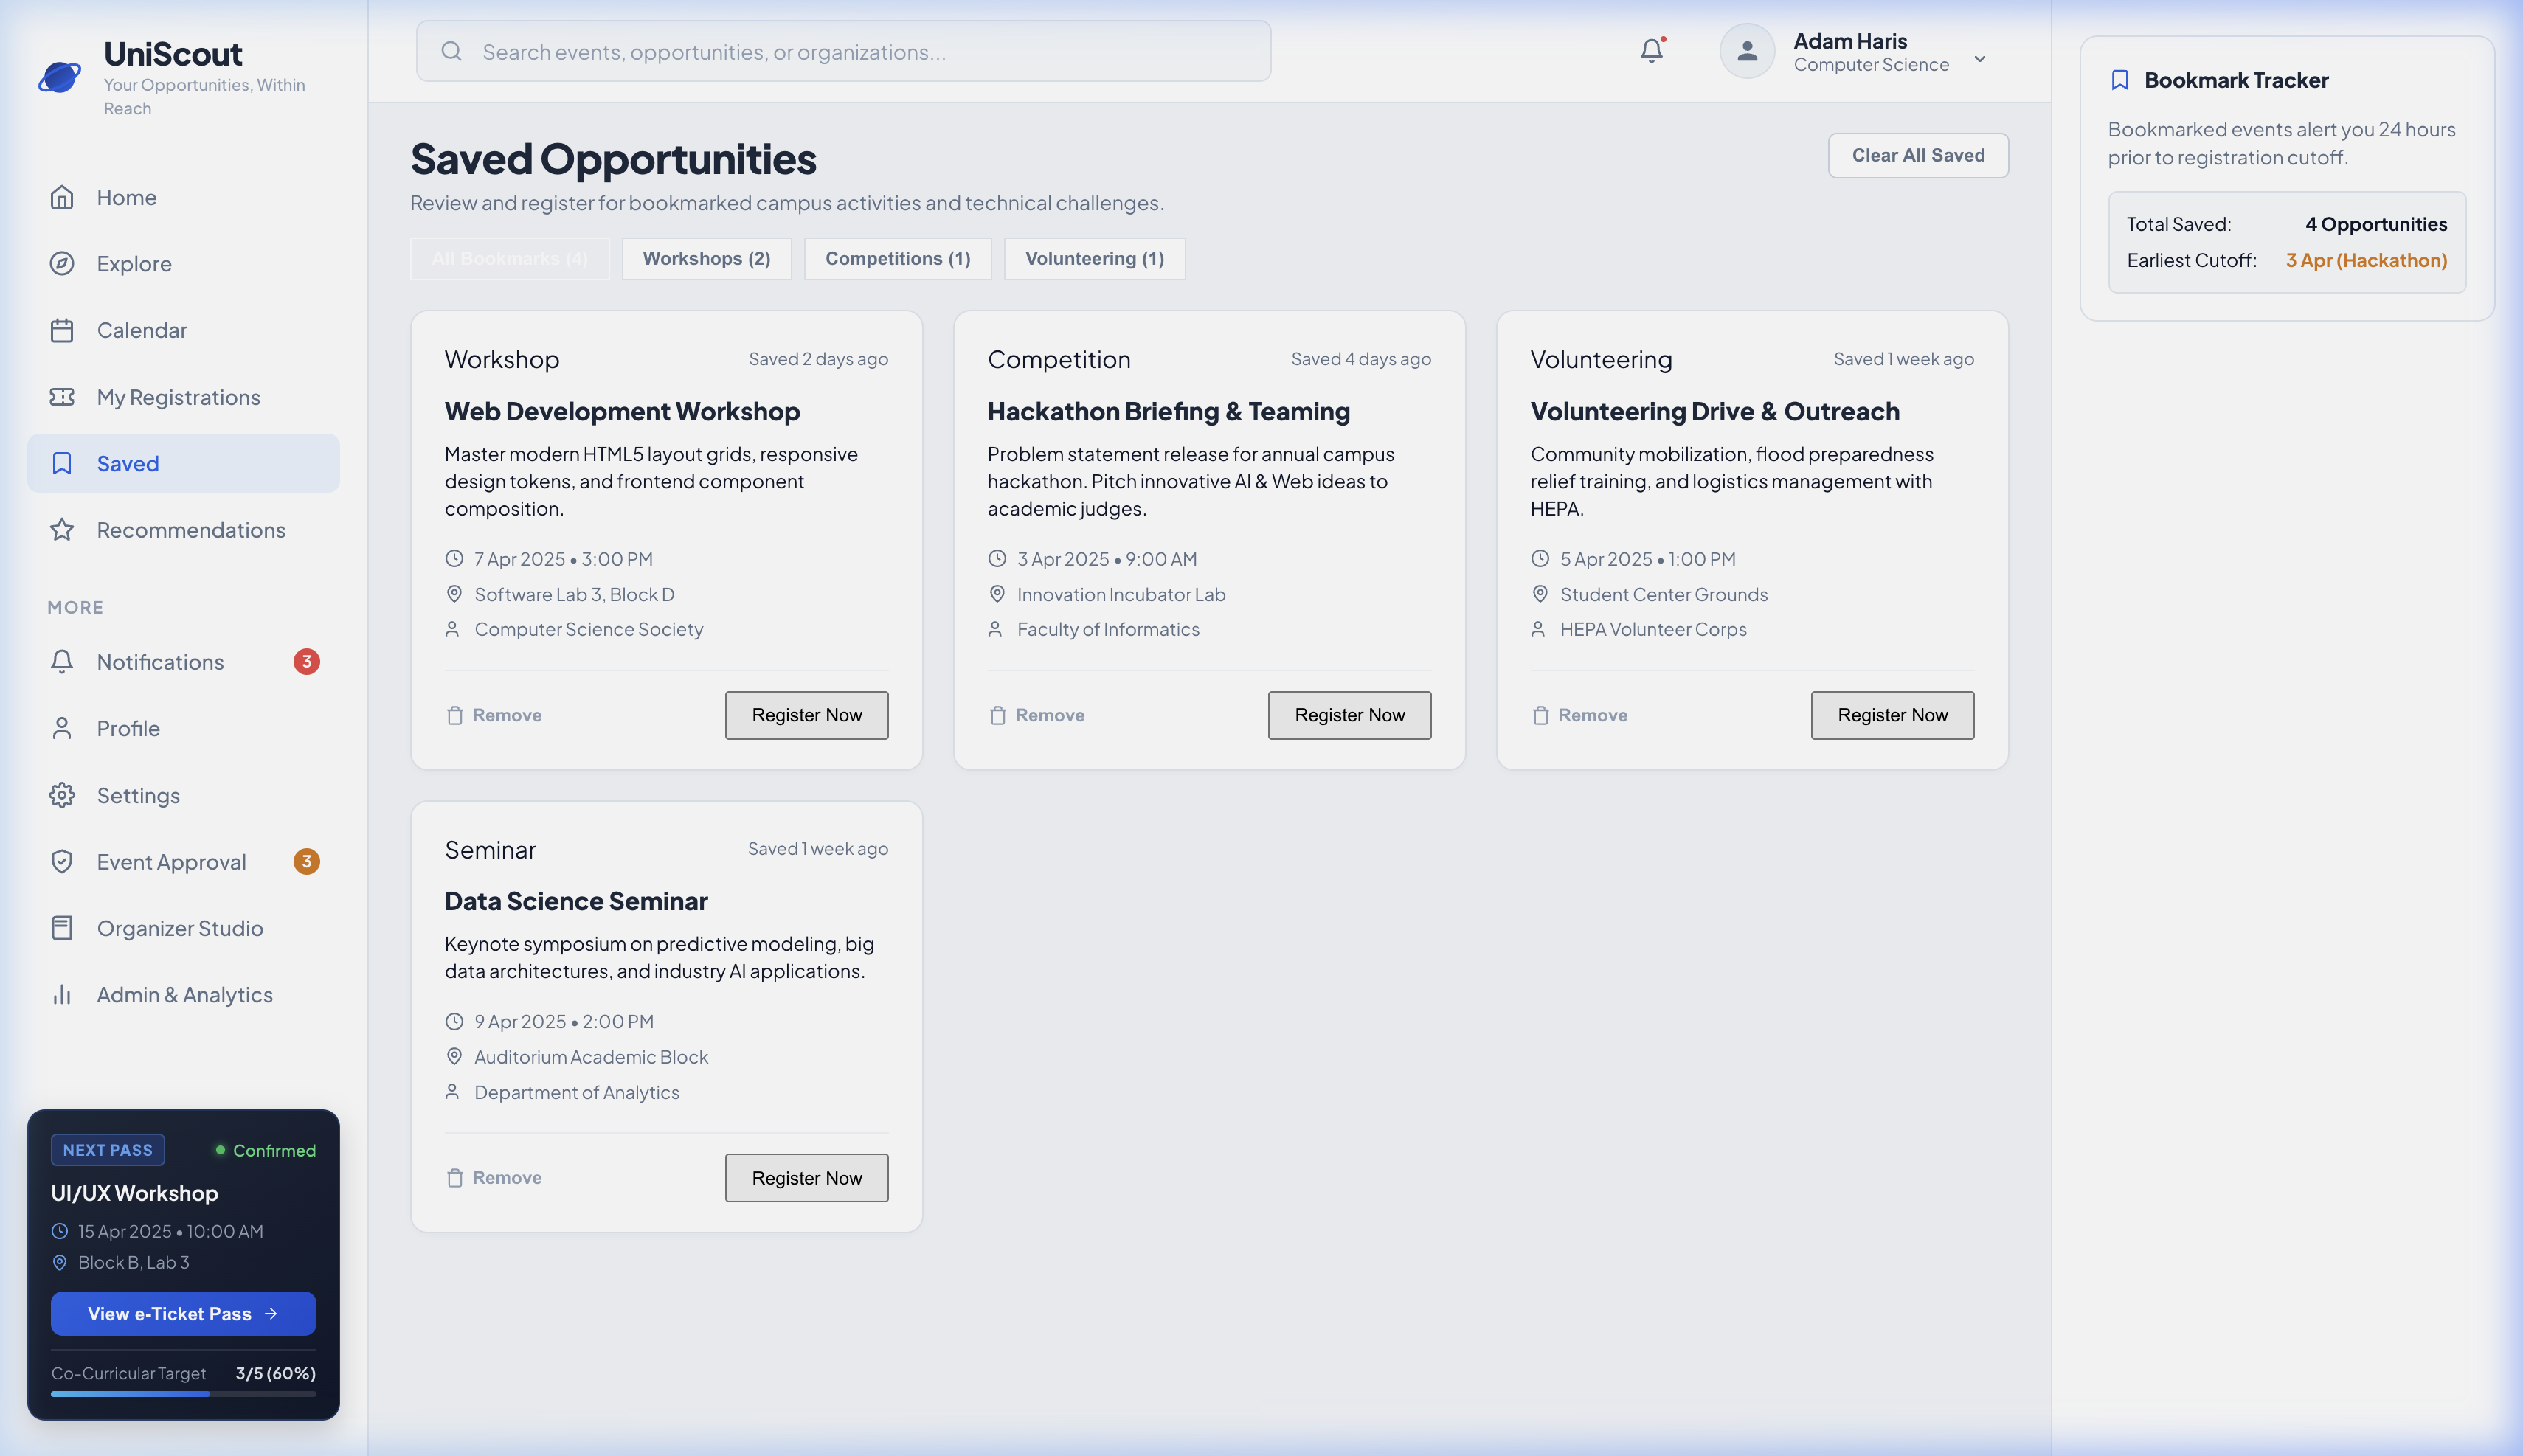 UniScout
Your Opportunities, Within
Reach
Home
Explore
Calendar
My Registrations
Saved
Recommendations
MORE
Notifications 3
Profile
Settings
Event Approval 3
Organizer Studio
Admin & Analytics
NEXT PASS Confirmed
UI/UX Workshop
15 Apr 2025 • 10:00 AM
Block B, Lab 3
View e-Ticket Pass →
Co-Curricular Target 3/5 (60%)
Search events, opportunities, or organizations...
Adam Haris
Computer Science
Saved Opportunities
Clear All Saved
Review and register for bookmarked campus activities and technical challenges.
All Bookmarks (4) Workshops (2) Competitions (1) Volunteering (1)
Workshop Saved 2 days ago
Web Development Workshop
Master modern HTML5 layout grids, responsive
design tokens, and frontend component
composition.
7 Apr 2025 • 3:00 PM
Software Lab 3, Block D
Computer Science Society
Remove Register Now
Competition Saved 4 days ago
Hackathon Briefing & Teaming
Problem statement release for annual campus
hackathon. Pitch innovative AI & Web ideas to
academic judges.
3 Apr 2025 • 9:00 AM
Innovation Incubator Lab
Faculty of Informatics
Remove Register Now
Volunteering Saved 1 week ago
Volunteering Drive & Outreach
Community mobilization, flood preparedness
relief training, and logistics management with
HEPA.
5 Apr 2025 • 1:00 PM
Student Center Grounds
HEPA Volunteer Corps
Remove Register Now
Seminar Saved 1 week ago
Data Science Seminar
Keynote symposium on predictive modeling, big
data architectures, and industry AI applications.
9 Apr 2025 • 2:00 PM
Auditorium Academic Block
Department of Analytics
Remove Register Now
Bookmark Tracker
Bookmarked events alert you 24 hours
prior to registration cutoff.
Total Saved: 4 Opportunities
Earliest Cutoff: 3 Apr (Hackathon)